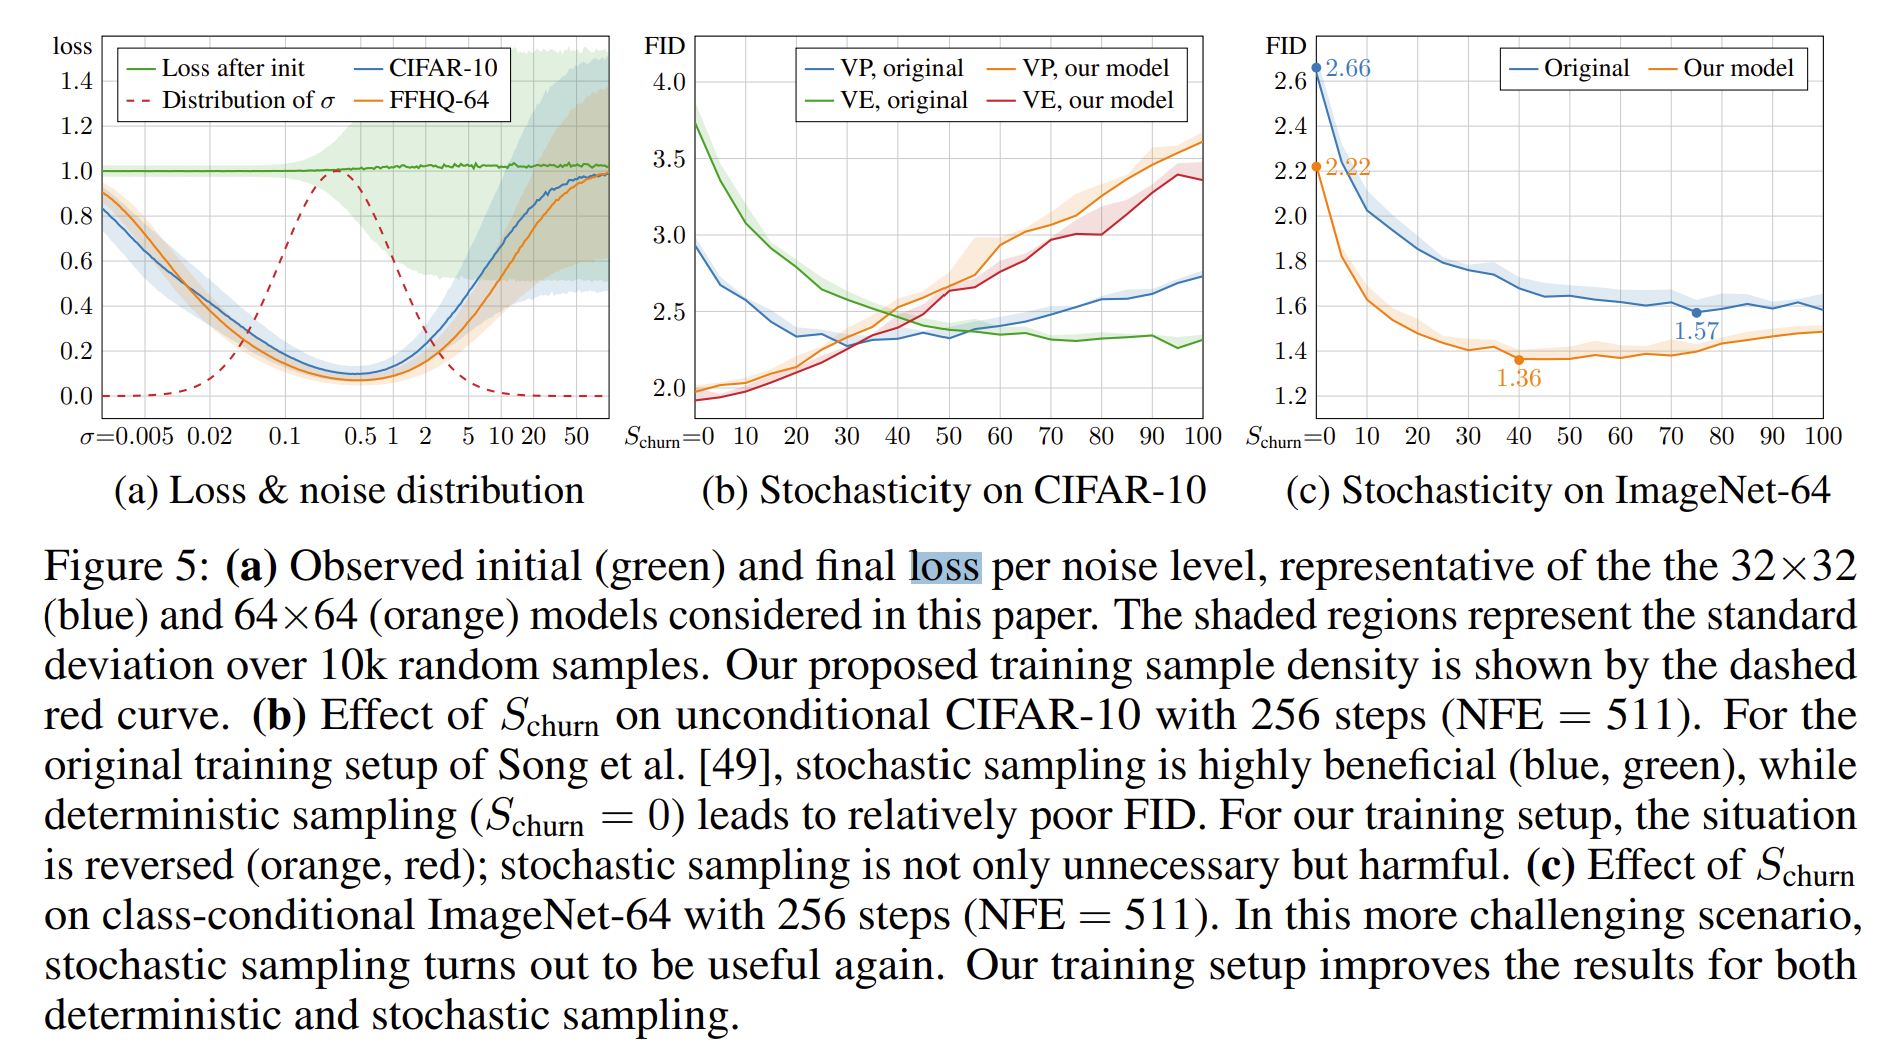 loss
1.4
1.2
1.0
0.8
0.6
0.4
0.2
0.0
Loss after init
Distribution of σ
CIFAR-10
FFHQ-64
σ=0.005 0.02 0.1 0.5 1 2 5 10 20 50
(a) Loss & noise distribution
FID
4.0
3.5
3.0
2.5
2.0
VP, original
VE, original
VP, our model
VE, our model
Schurn=0 10 20 30 40 50 60 70 80 90 100
(b) Stochasticity on CIFAR-10
FID
2.6
2.4
2.2
2.0
1.8
1.6
1.4
1.2
Original
Our model
2.66
2.22
1.57
1.36
Schurn=0 10 20 30 40 50 60 70 80 90 100
(c) Stochasticity on ImageNet-64
Figure 5: (a) Observed initial (green) and final loss per noise level, representative of the the 32×32
(blue) and 64×64 (orange) models considered in this paper. The shaded regions represent the standard
deviation over 10k random samples. Our proposed training sample density is shown by the dashed
red curve. (b) Effect of Schurn on unconditional CIFAR-10 with 256 steps (NFE = 511). For the
original training setup of Song et al. [49], stochastic sampling is highly beneficial (blue, green), while
deterministic sampling (Schurn = 0) leads to relatively poor FID. For our training setup, the situation
is reversed (orange, red); stochastic sampling is not only unnecessary but harmful. (c) Effect of Schurn
on class-conditional ImageNet-64 with 256 steps (NFE = 511). In this more challenging scenario,
stochastic sampling turns out to be useful again. Our training setup improves the results for both
deterministic and stochastic sampling.